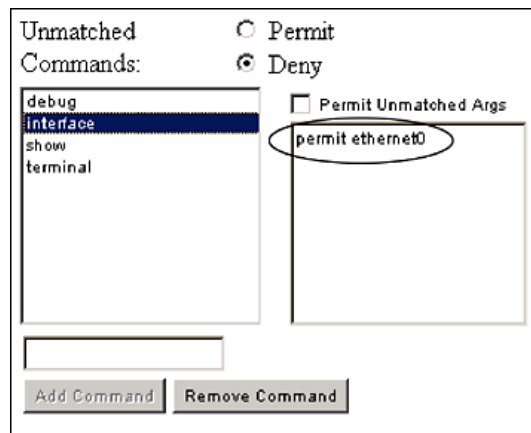 Unmatched Permit
Commands: Deny
debug
interface
show
terminal
Permit Unmatched Args
permit ethernet0
Add Command Remove Command